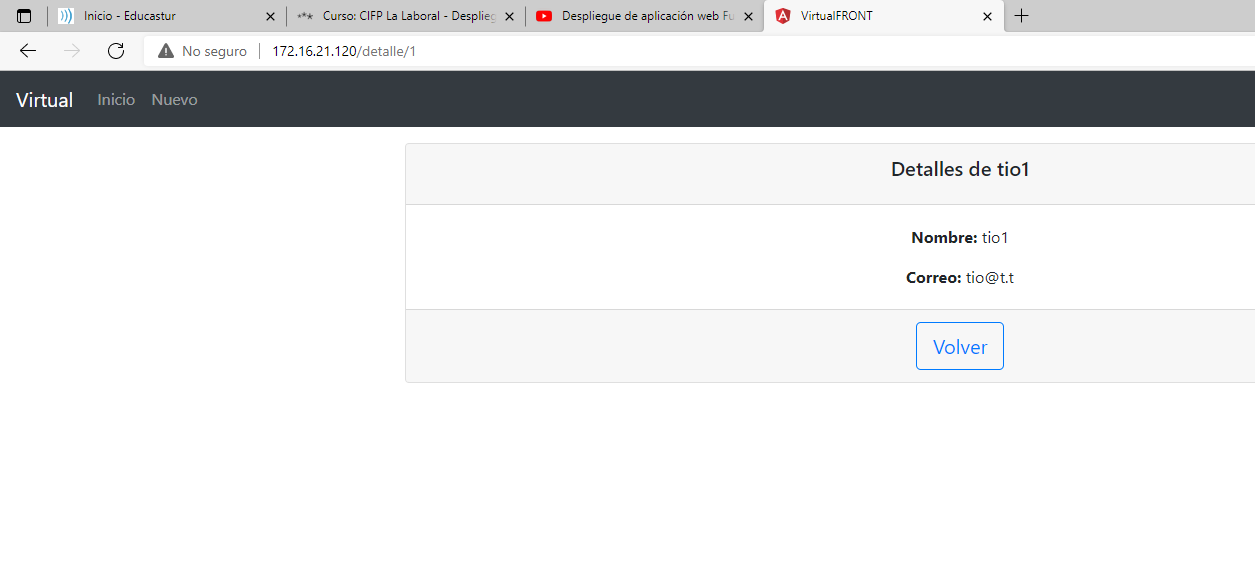 Inicio - Educastur
*** Curso: CIFP La Laboral - Desplieg
Despliegue de aplicación web Fu
VirtualFRONT
No seguro | 172.16.21.120/detalle/1
Virtual Inicio Nuevo
Detalles de tio1
Nombre: tio1
Correo: tio@t.t
Volver